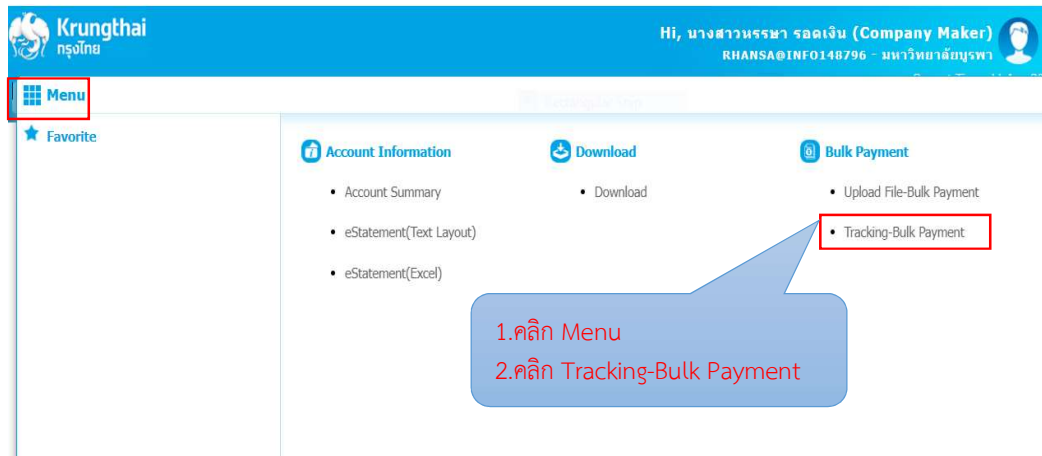 Krungthai
กรุงไทย
Hi, นางสาวนรรษา รอดเงิน (Company Maker)
RHANSA@INFO148796 - มหาวิทยาลัยบูรพา
Menu
Favorite
Account Information
Account Summary
eStatement(Text Layout)
eStatement(Excel)
Download
Download
Bulk Payment
Upload File-Bulk Payment
Tracking-Bulk Payment
1.คลิก Menu
2.คลิก Tracking-Bulk Payment